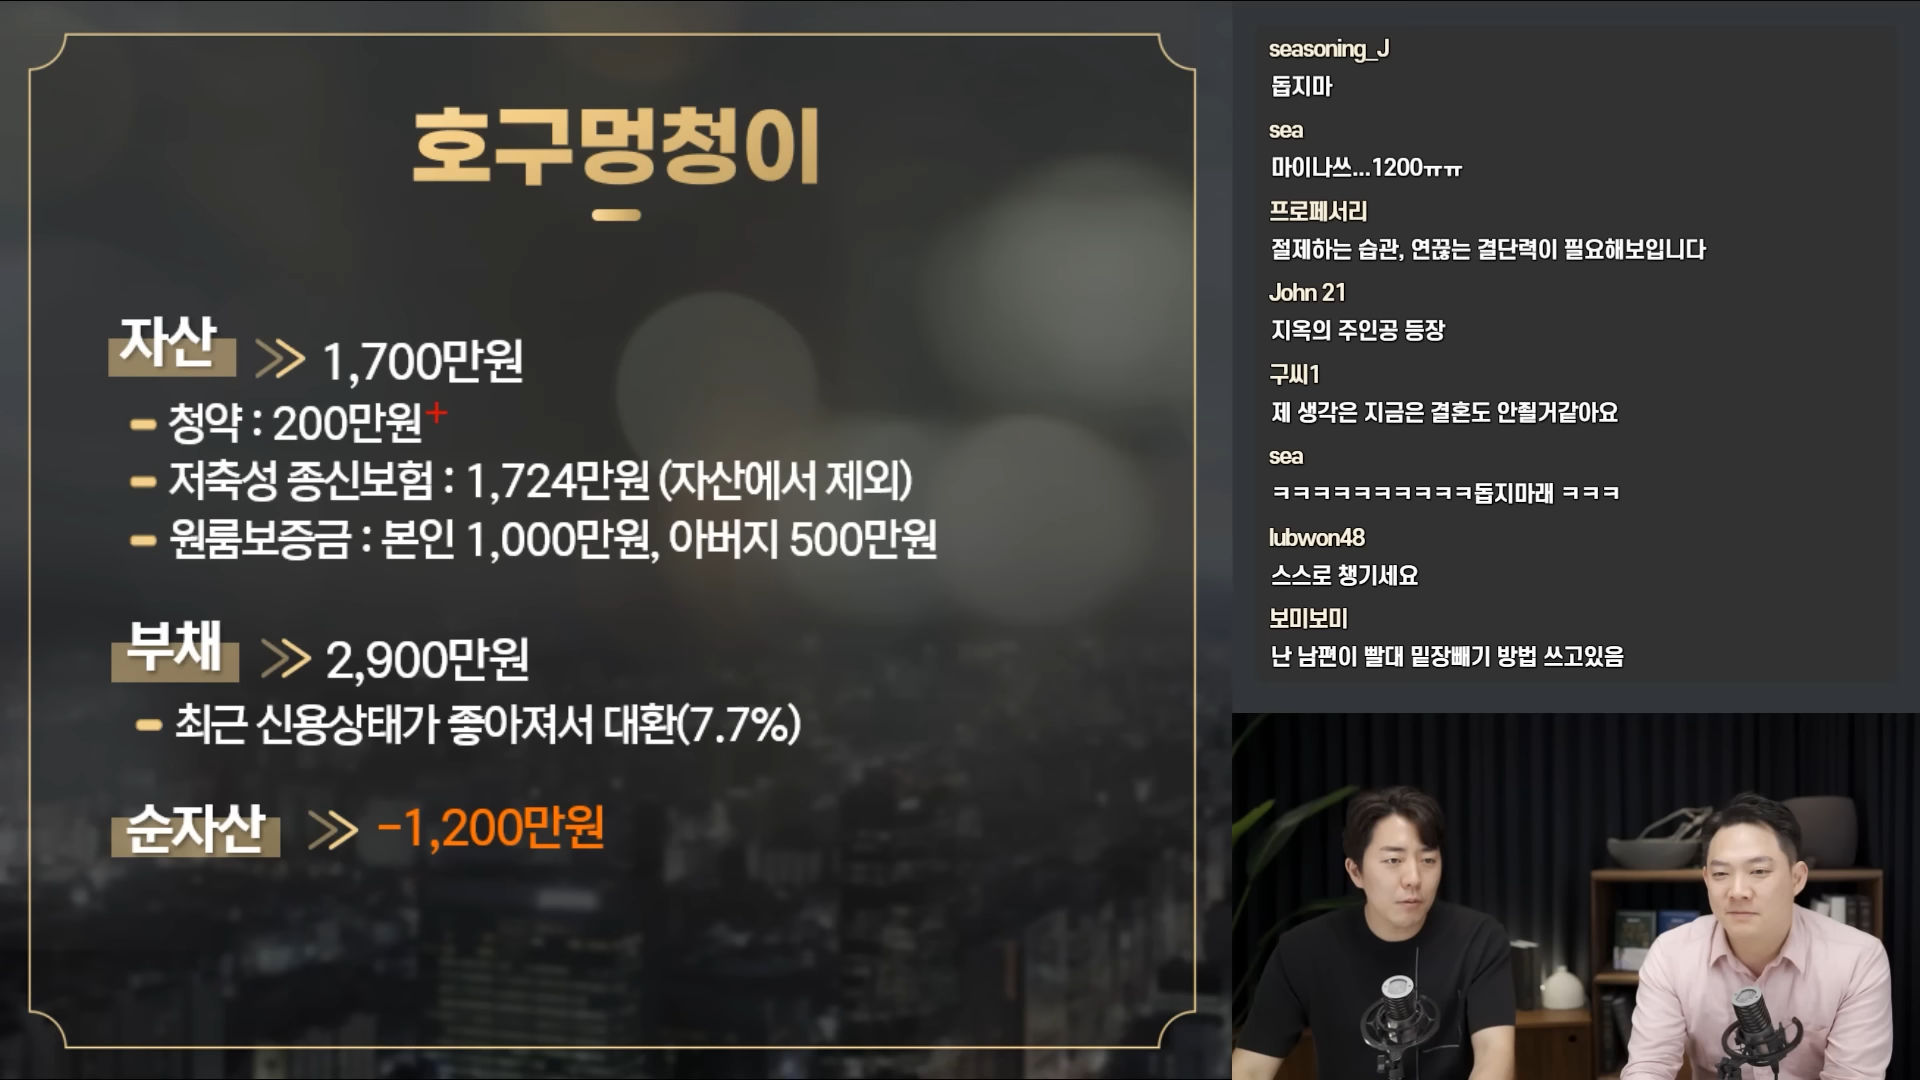 호구멍청이
자산 >> 1,700만원
- 청약 : 200만원+
- 저축성 종신보험 : 1,724만원 (자산에서 제외)
- 원룸보증금 : 본인 1,000만원, 아버지 500만원
부채 >> 2,900만원
- 최근 신용상태가 좋아져서 대환(7.7%)
순자산 >> -1,200만원
seasoning_J
돕지마
sea
마이나쓰...1200ㅠㅠ
프로페서리
절제하는 습관, 연끊는 결단력이 필요해보입니다
John 21
지옥의 주인공 등장
구씨1
제 생각은 지금은 결혼도 안죌거같아요
sea
ㅋㅋㅋㅋㅋㅋㅋㅋㅋㅋ돕지마래 ㅋㅋㅋ
lubwon48
스스로 챙기세요
보미보미
난 남편이 빨대 밑장빼기 방법 쓰고있음